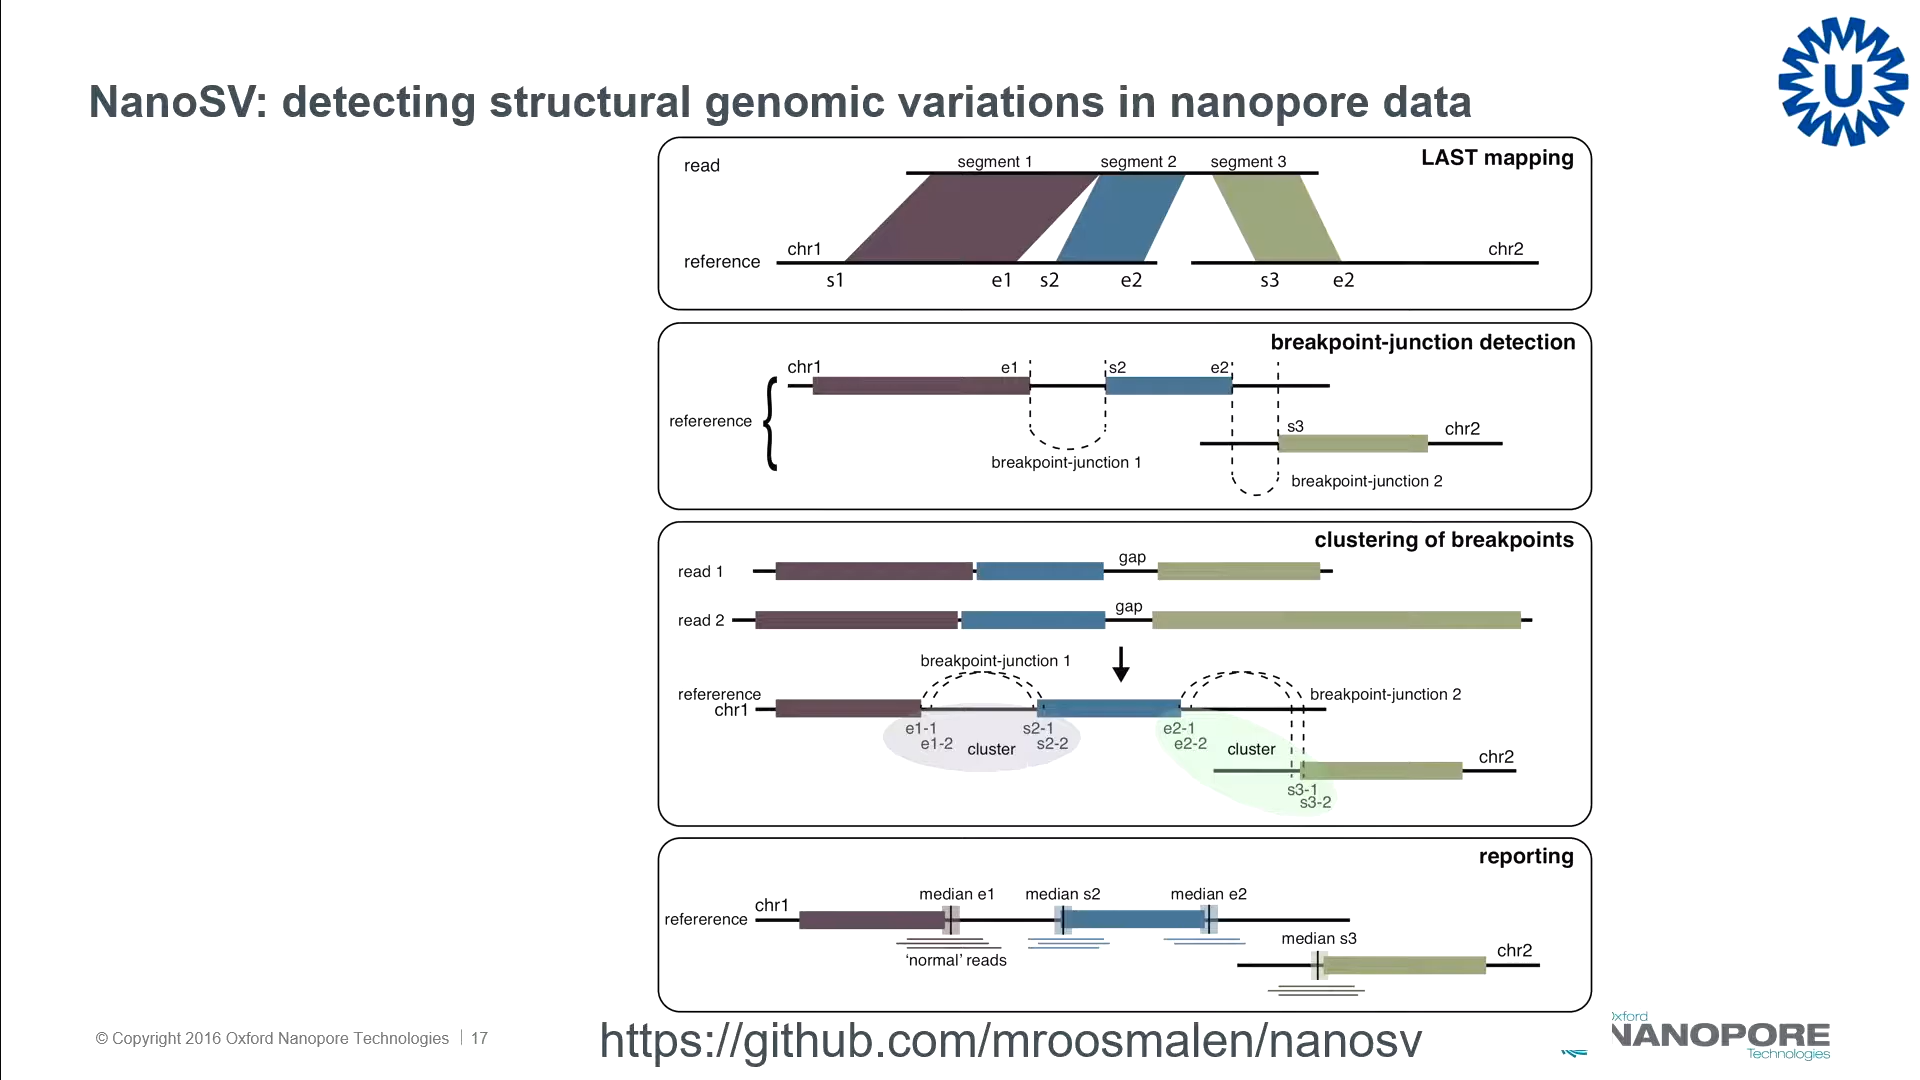 NanoSV: detecting structural genomic variations in nanopore data
U
LAST mapping
read
segment 1 segment 2 segment 3
chr1 chr2
reference
s1 e1 s2 e2 s3 e2
breakpoint-junction detection
chr1 e1 s2 e2
refererence
s3 chr2
breakpoint-junction 1
breakpoint-junction 2
clustering of breakpoints
gap
read 1
gap
read 2
breakpoint-junction 1
refererence breakpoint-junction 2
chr1
e1-1 s2-1 e2-1
e1-2 s2-2 e2-2
cluster cluster
chr2
s3-1
s3-2
reporting
median e1 median s2 median e2
chr1
refererence
median s3
chr2
'normal' reads
© Copyright 2016 Oxford Nanopore Technologies | 17
https://github.com/mroosmalen/nanosv
Oxford
NANOPORE
Technologies